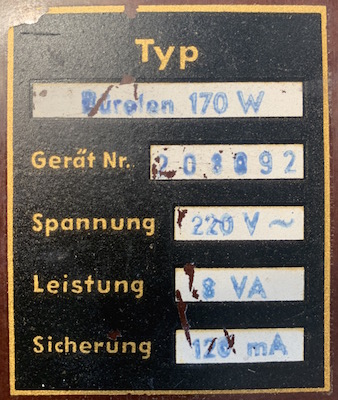 Typ
170 W
Gerät Nr.
Spannung 220 V ~
Leistung 8 VA
Sicherung mA